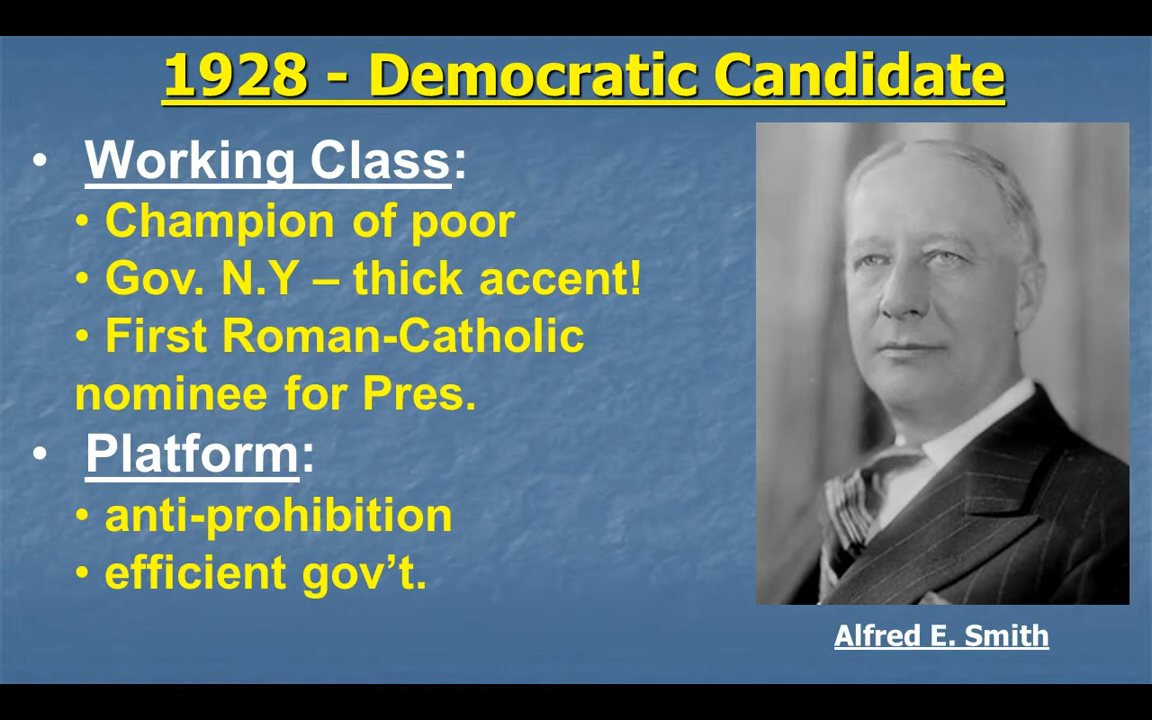 1928 - Democratic Candidate
• Working Class:
• Champion of poor
• Gov. N.Y – thick accent!
• First Roman-Catholic
nominee for Pres.
• Platform:
• anti-prohibition
• efficient gov’t.
Alfred E. Smith